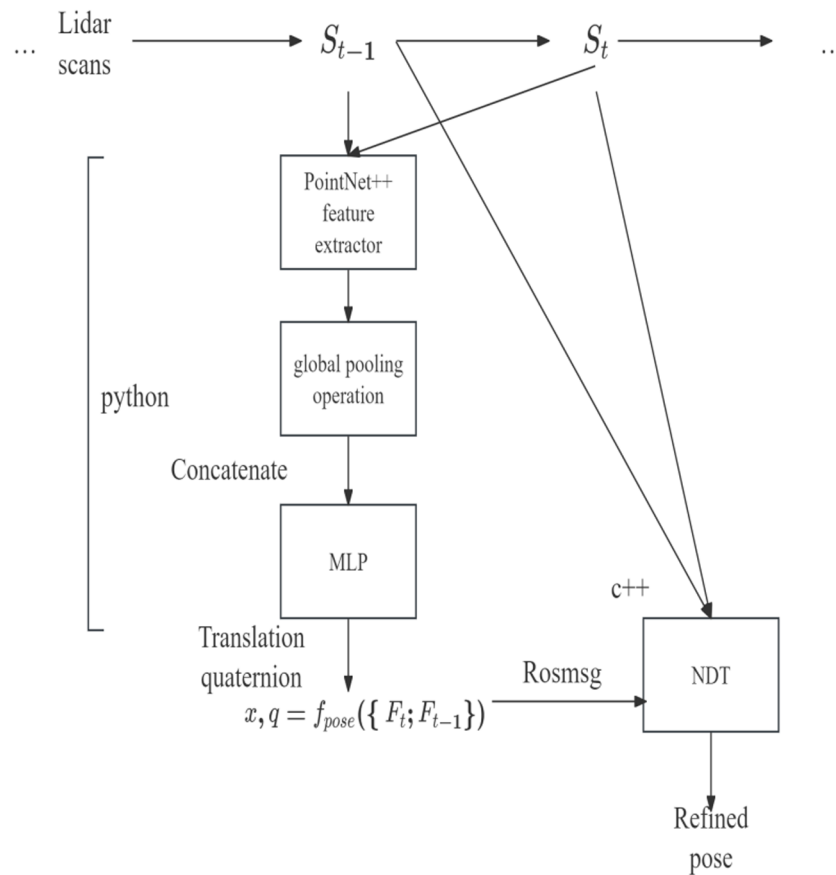 ... Lidar scans S_{t-1} S_t ..
PointNet++
feature
extractor
global pooling
operation
python
Concatenate
MLP
c++
Translation
quaternion
Rosmsg
NDT
x, q = f_{pose}({ F_t; F_{t-1}})
Refined
pose